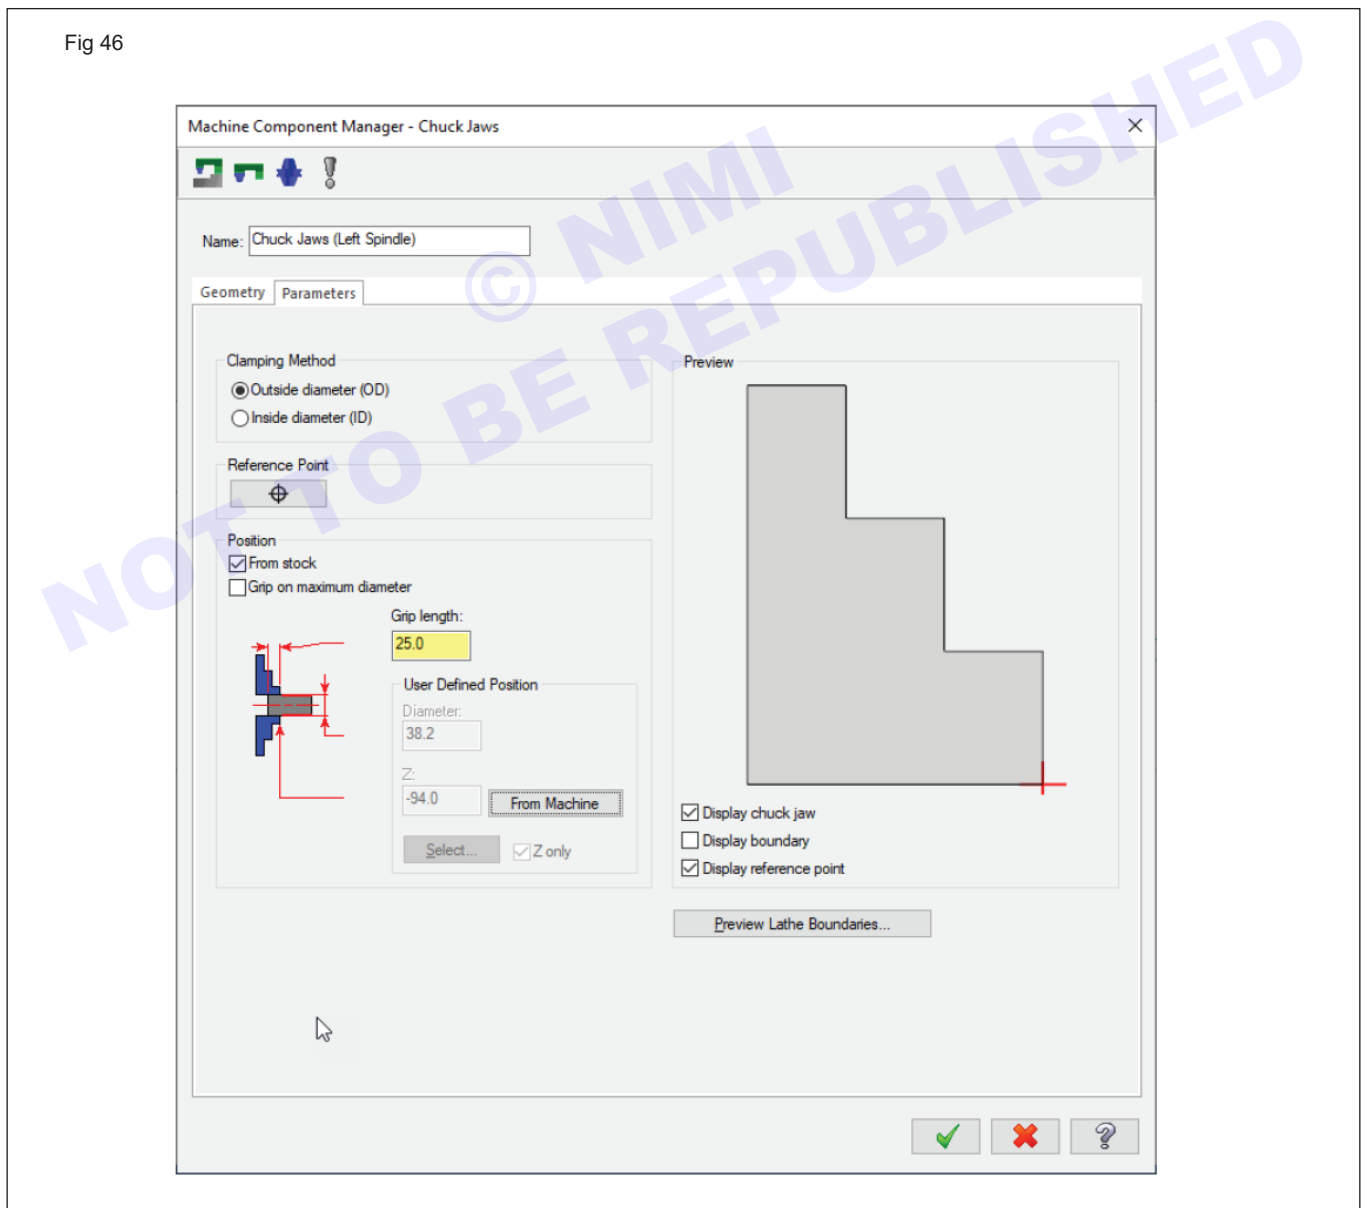 Fig 46
Machine Component Manager - Chuck Jaws
Name: Chuck Jaws (Left Spindle)
Geometry Parameters
Clamping Method
Outside diameter (OD)
Inside diameter (ID)
Reference Point
Position
From stock
Grip on maximum diameter
Grip length:
25.0
User Defined Position
Diameter:
38.2
Z:
-94.0
From Machine
Select...
Z only
Preview
Display chuck jaw
Display boundary
Display reference point
Preview Lathe Boundaries...
© NIMI
NOT TO BE REPUBLISHED